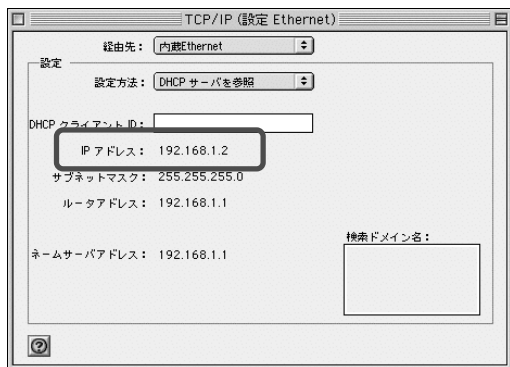 TCP/IP (設定 Ethernet)
経由先： 内蔵Ethernet
設定
設定方法： DHCP サーバを参照
DHCP クライアント ID：
IP アドレス： 192.168.1.2
サブネットマスク： 255.255.255.0
ルータアドレス： 192.168.1.1
検索ドメイン名：
ネームサーバアドレス： 192.168.1.1
?